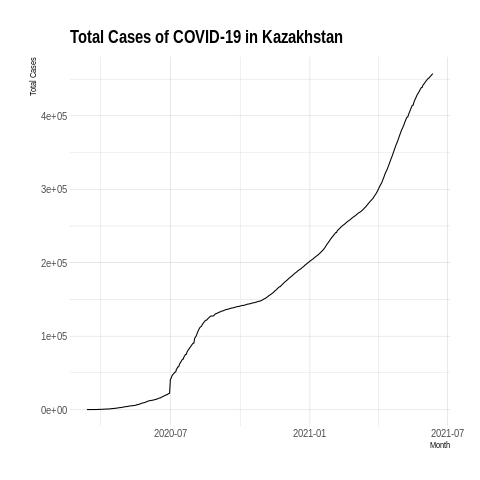 Total Cases of COVID-19 in Kazakhstan
Total Cases
4e+05
3e+05
2e+05
1e+05
0e+00
2020-07
2021-01
2021-07
Month